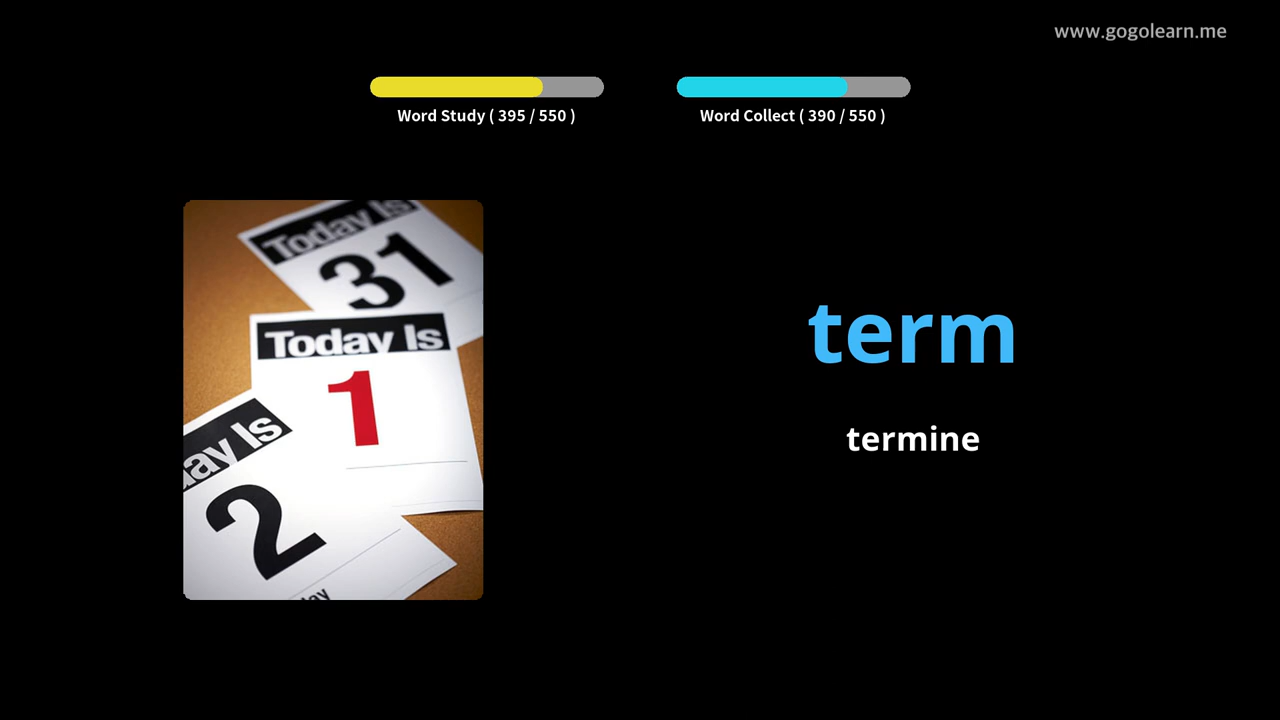 www.gogolearn.me
Word Study ( 395 / 550 )
Word Collect ( 390 / 550 )
Today Is
31
Today Is
1
day Is
2
term
termine